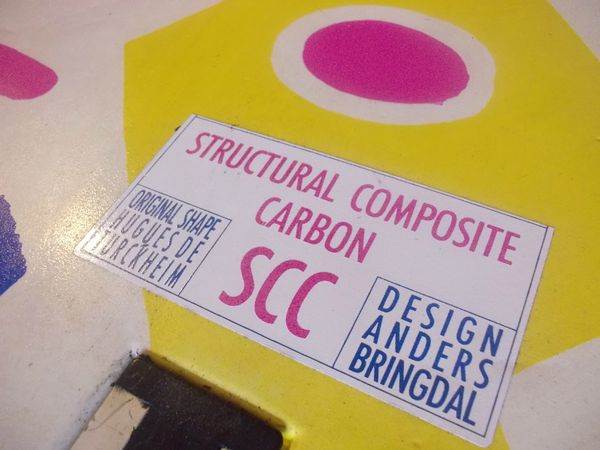 STRUCTURAL COMPOSITE
CARBON
SCC
ORIGINAL SHAPE
HUGUES DE
TURCKHEIM
DESIGN
ANDERS
BRINGDAL